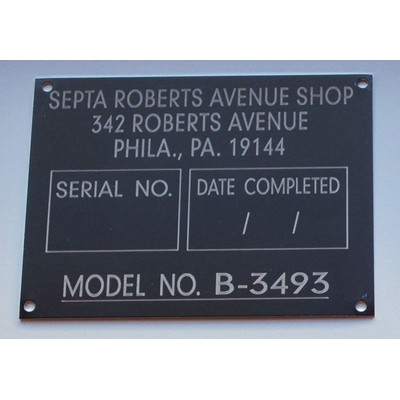 SEPTA ROBERTS AVENUE SHOP
342 ROBERTS AVENUE
PHILA., PA. 19144
SERIAL NO.
DATE COMPLETED
/ /
MODEL NO. B-3493